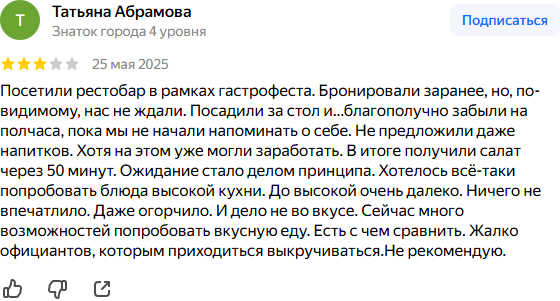 Т
Татьяна Абрамова
Знаток города 4 уровня
Подписаться
25 мая 2025
Посетили рестобар в рамках гастрофеста. Бронировали заранее, но, по-
видимому, нас не ждали. Посадили за стол и...благополучно забыли на
полчаса, пока мы не начали напоминать о себе. Не предложили даже
напитков. Хотя на этом уже могли заработать. В итоге получили салат
через 50 минут. Ожидание стало делом принципа. Хотелось всё-таки
попробовать блюда высокой кухни. До высокой очень далеко. Ничего не
впечатлило. Даже огорчило. И дело не во вкусе. Сейчас много
возможностей попробовать вкусную еду. Есть с чем сравнить. Жалко
официантов, которым приходиться выкручиваться.Не рекомендую.